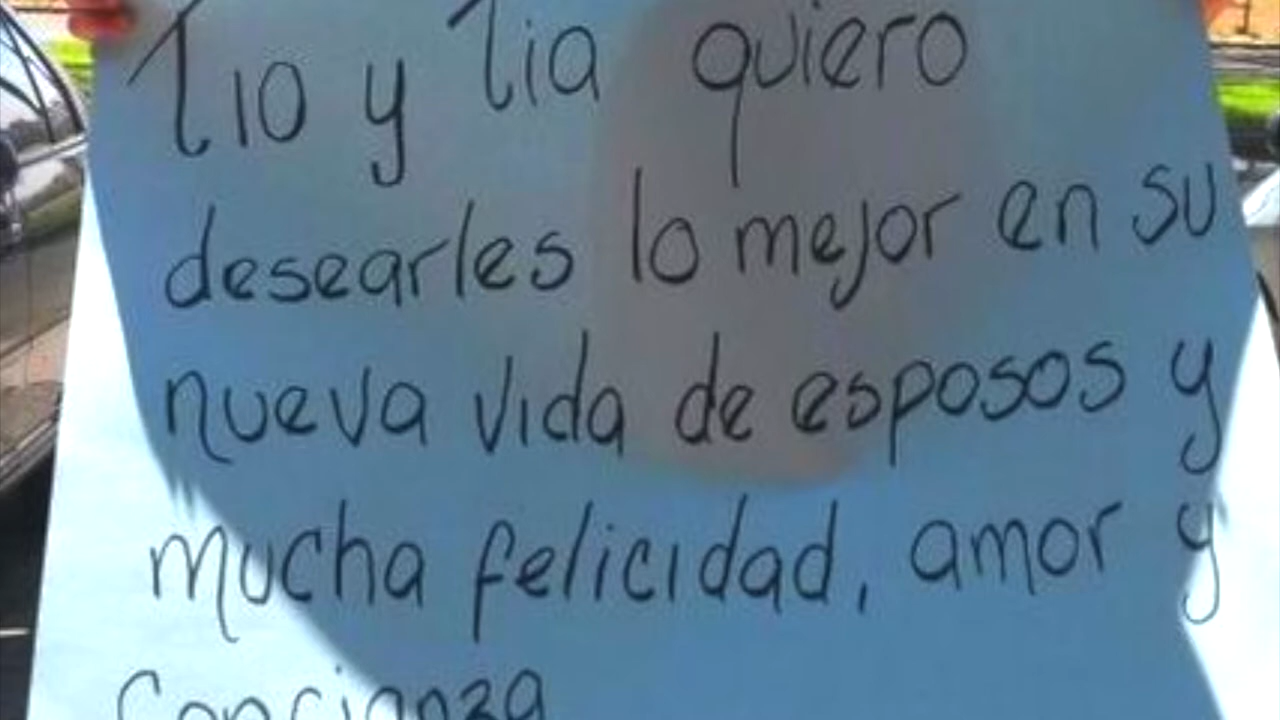 Tio y Tia quiero
desearles lo mejor en su
nueva vida de esposos y
mucha felicidad, amor y